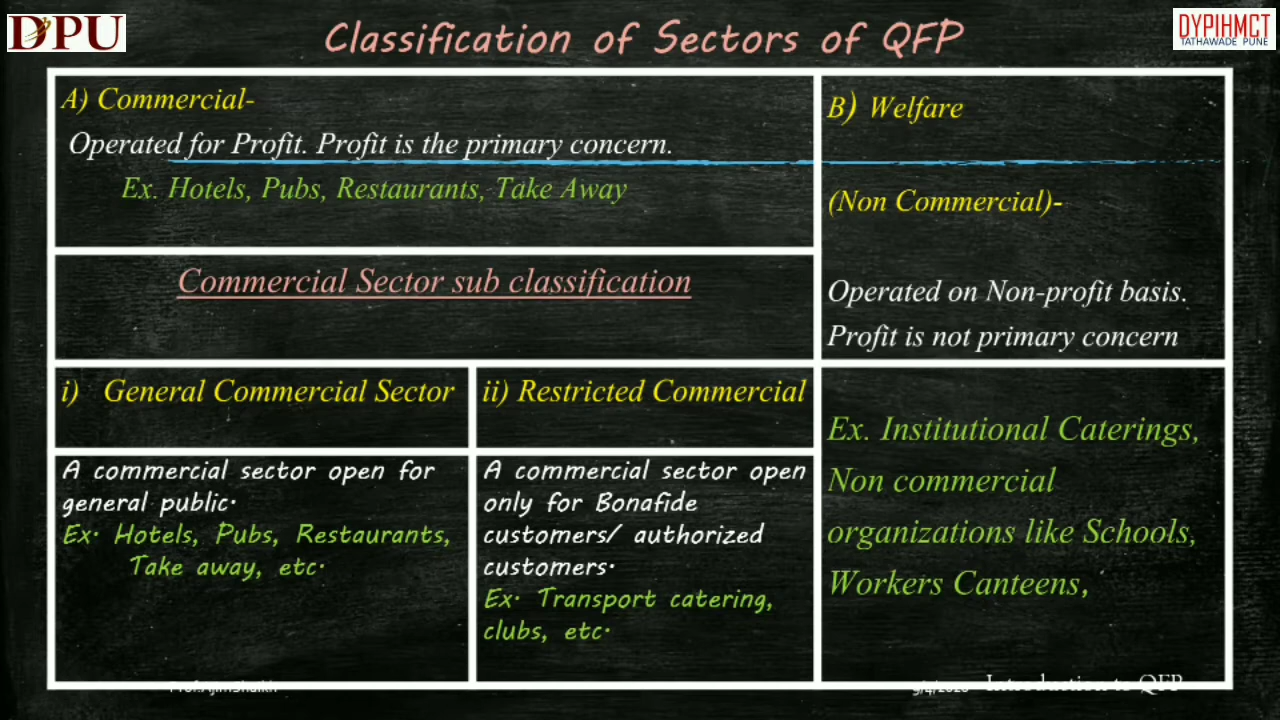 DPU
Classification of Sectors of QFP
DYPIHMCT
TATHAWADE PUNE
A) Commercial-
Operated for Profit. Profit is the primary concern.
Ex. Hotels, Pubs, Restaurants, Take Away
B) Welfare
(Non Commercial)-
Operated on Non-profit basis.
Profit is not primary concern
Commercial Sector sub classification
i) General Commercial Sector
ii) Restricted Commercial
A commercial sector open for
general public.
Ex. Hotels, Pubs, Restaurants,
Take away, etc.
A commercial sector open
only for Bonafide
customers/ authorized
customers.
Ex. Transport catering,
clubs, etc.
Ex. Institutional Caterings,
Non commercial
organizations like Schools,
Workers Canteens,
Introduction to QFP